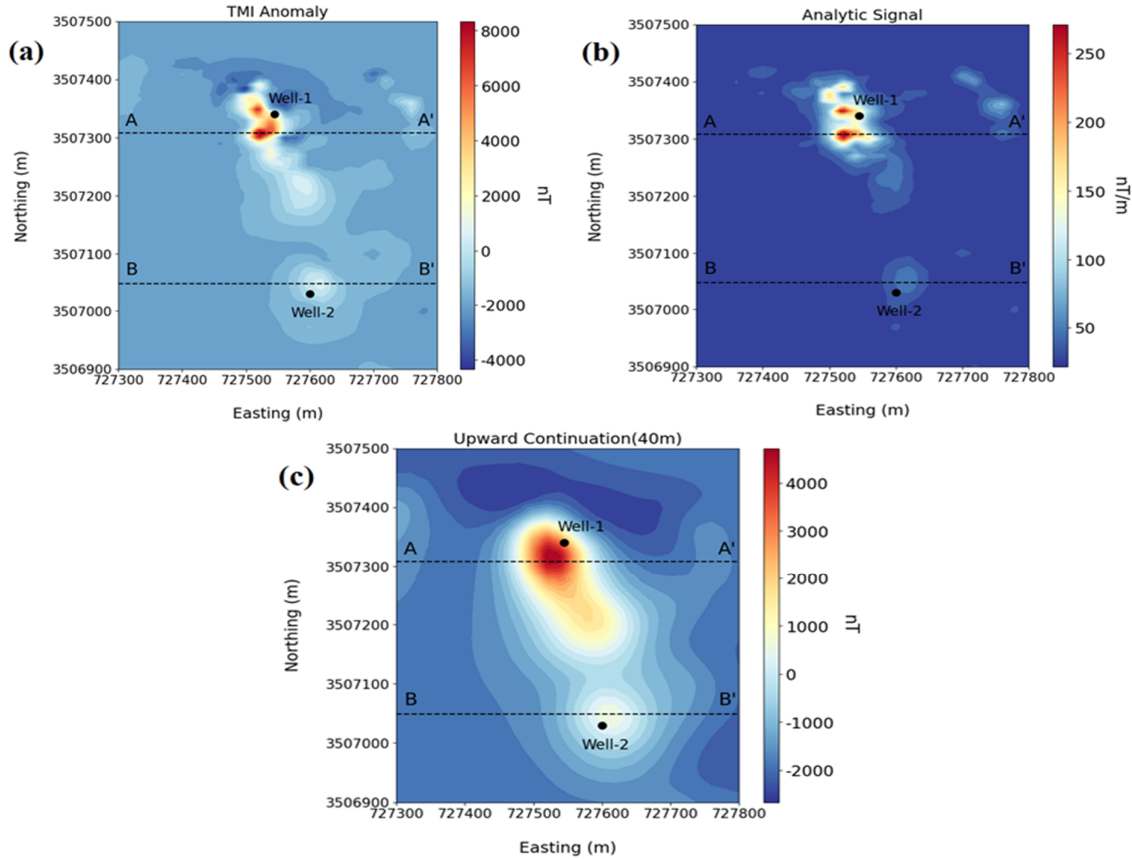 (a)
TMI Anomaly
3507500
3507400
3507300
3507200
3507100
3507000
3506900
727300 727400 727500 727600 727700 727800
Northing (m)
Easting (m)
Well-1
A A'
B B'
Well-2
8000
6000
4000
2000
0
-2000
-4000
nT
(b)
Analytic Signal
3507500
3507400
3507300
3507200
3507100
3507000
3506900
727300 727400 727500 727600 727700 727800
Northing (m)
Easting (m)
Well-1
A A'
B B'
Well-2
250
200
150
100
50
nT/m
(c)
Upward Continuation(40m)
3507500
3507400
3507300
3507200
3507100
3507000
3506900
727300 727400 727500 727600 727700 727800
Northing (m)
Easting (m)
Well-1
A A'
B B'
Well-2
4000
3000
2000
1000
0
-1000
-2000
nT